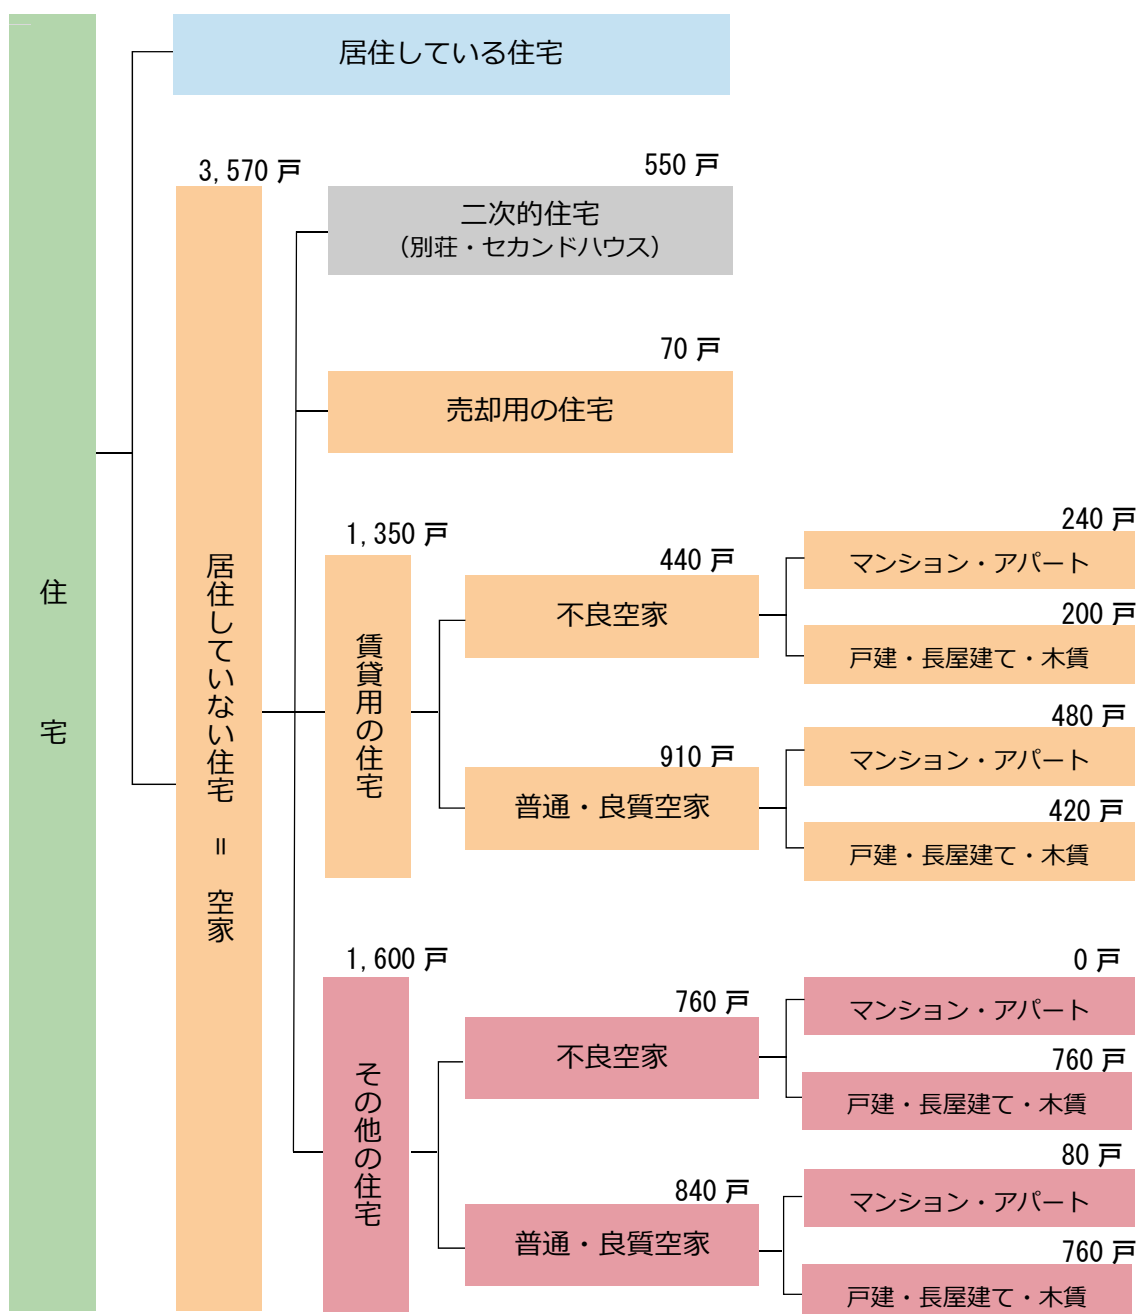 住宅
居住している住宅
3,570 戸
居住していない住宅 = 空家
550 戸
二次的住宅
(別荘・セカンドハウス)
70 戸
売却用の住宅
1,350 戸
賃貸用の住宅
440 戸
不良空家
240 戸
マンション・アパート
200 戸
戸建・長屋建て・木賃
910 戸
普通・良質空家
480 戸
マンション・アパート
420 戸
戸建・長屋建て・木賃
1,600 戸
その他の住宅
760 戸
不良空家
0 戸
マンション・アパート
760 戸
戸建・長屋建て・木賃
840 戸
普通・良質空家
80 戸
マンション・アパート
760 戸
戸建・長屋建て・木賃